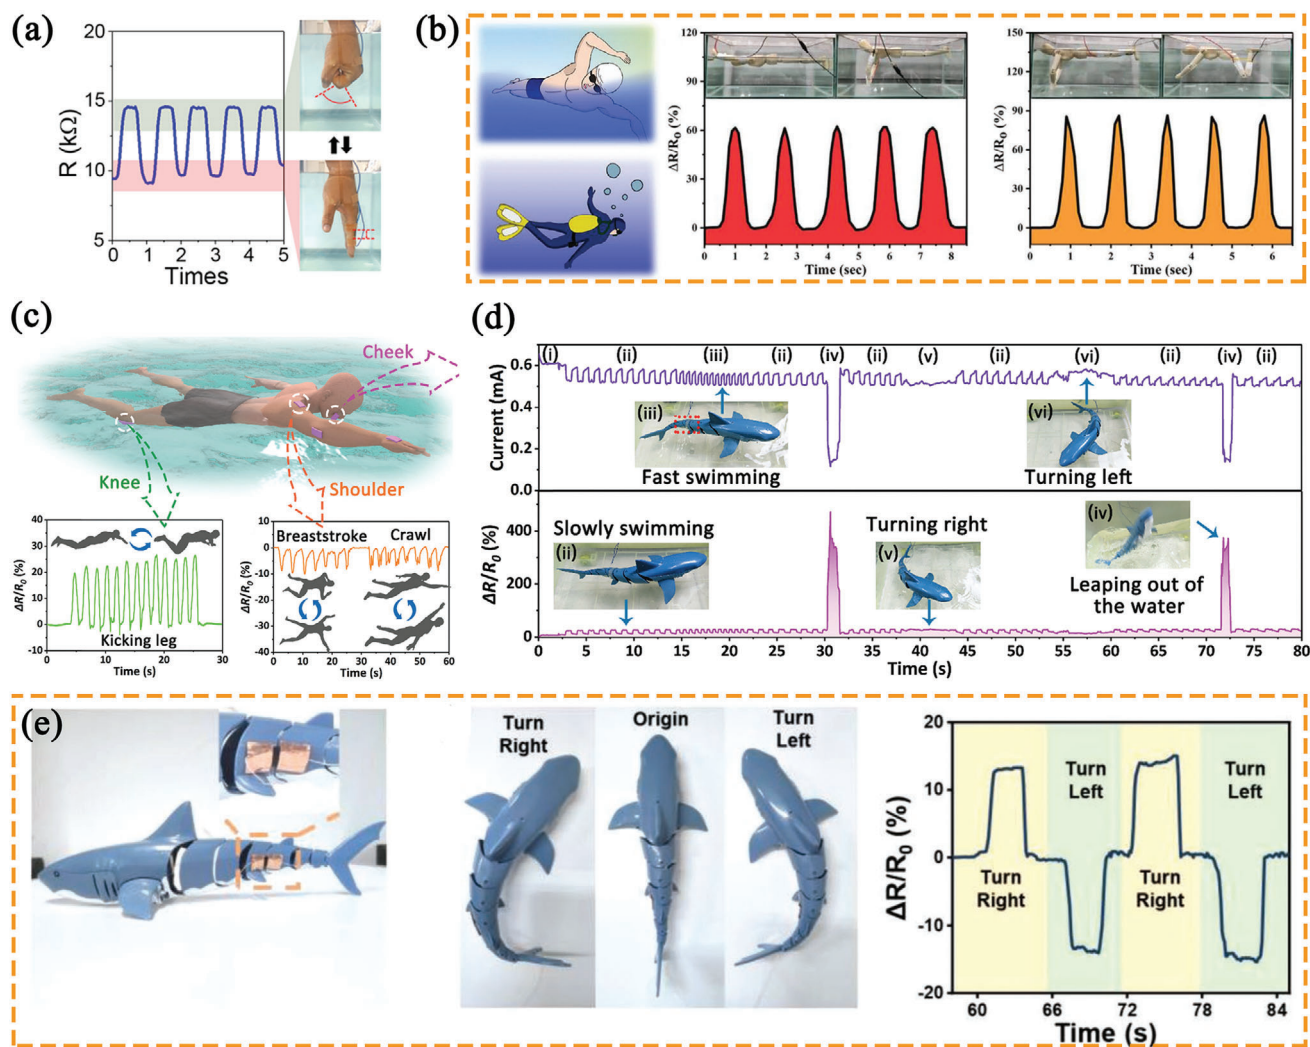 (a)
20
15
10
5
R (kΩ)
0 1 2 3 4 5
Times
(b)
120
90
60
30
0
ΔR/R₀ (%)
0 1 2 3 4 5 6 7 8
Time (sec)
150
120
90
60
30
0
ΔR/R₀ (%)
0 1 2 3 4 5 6
Time (sec)
(c)
Cheek
Knee
Shoulder
40
30
20
10
0
-10
ΔR/R₀ (%)
Kicking leg
0 10 20 30
Time (s)
10
0
-10
-20
-30
-40
ΔR/R₀ (%)
Breaststroke Crawl
0 10 20 30 40 50 60
Time (s)
(d)
0.6
0.4
0.2
0.0
Current (mA)
(i) (ii) (iii) (ii) (iv) (ii) (v) (ii) (vi) (ii) (iv) (ii)
(iii)
Fast swimming
(vi)
Turning left
400
200
0
ΔR/R₀ (%)
Slowly swimming
(ii)
Turning right
(v)
(iv)
Leaping out of
the water
0 5 10 15 20 25 30 35 40 45 50 55 60 65 70 75 80
Time (s)
(e)
Turn
Right
Origin
Turn
Left
20
10
0
-10
-20
ΔR/R₀ (%)
Turn
Right
Turn
Left
Turn
Right
Turn
Left
60 66 72 78 84
Time (s)